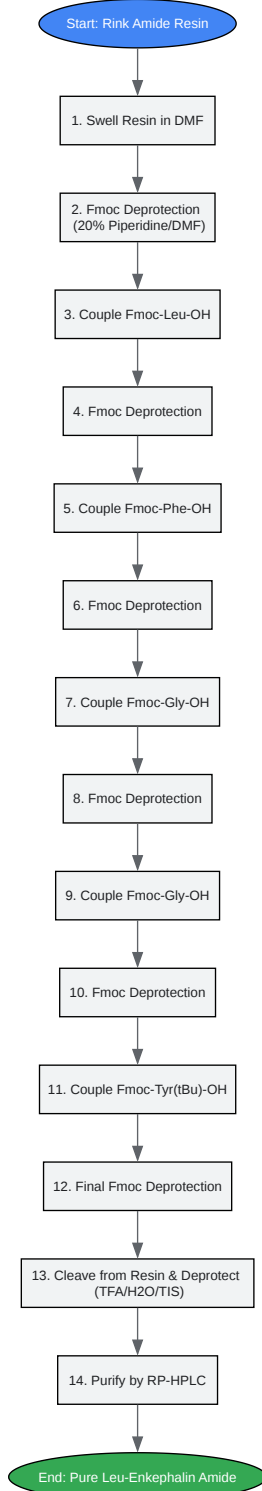 Start: Rink Amide Resin
1. Swell Resin in DMF
2. Fmoc Deprotection
(20% Piperidine/DMF)
3. Couple Fmoc-Leu-OH
4. Fmoc Deprotection
5. Couple Fmoc-Phe-OH
6. Fmoc Deprotection
7. Couple Fmoc-Gly-OH
8. Fmoc Deprotection
9. Couple Fmoc-Gly-OH
10. Fmoc Deprotection
11. Couple Fmoc-Tyr(tBu)-OH
12. Final Fmoc Deprotection
13. Cleave from Resin & Deprotect
(TFA/H2O/TIS)
14. Purify by RP-HPLC
End: Pure Leu-Enkephalin Amide